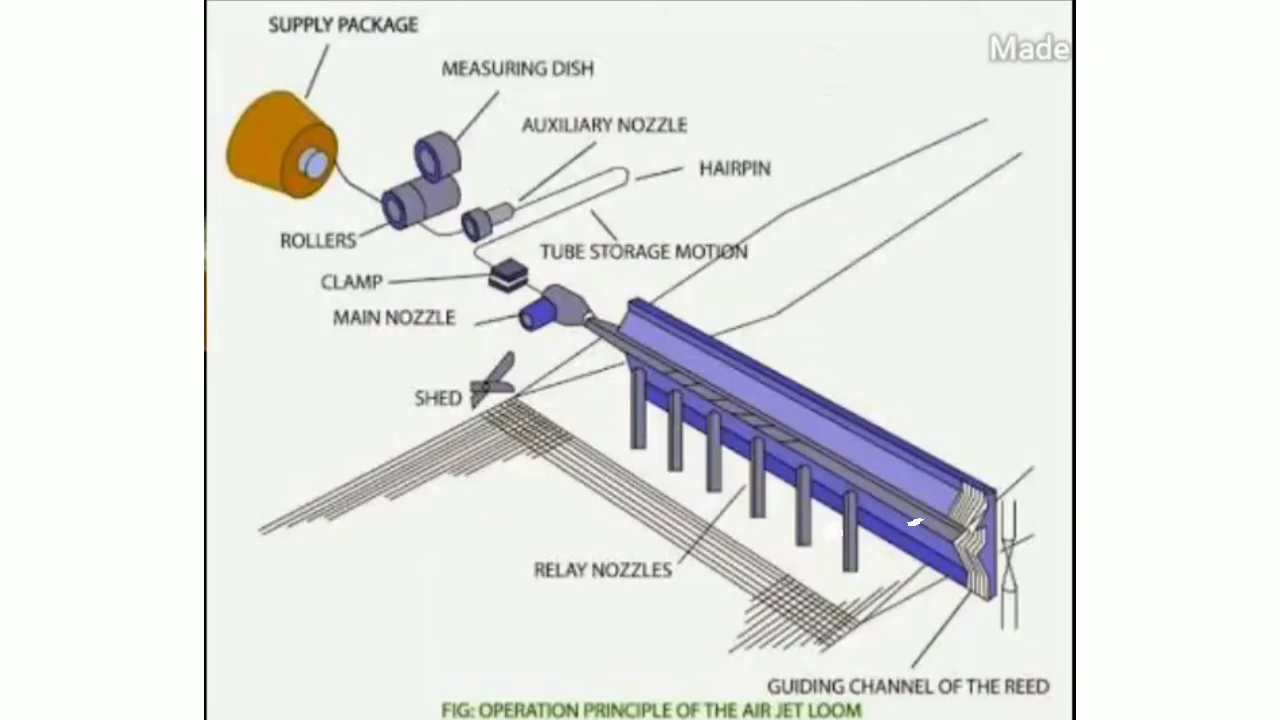 SUPPLY PACKAGE
Made
MEASURING DISH
AUXILIARY NOZZLE
HAIRPIN
ROLLERS
TUBE STORAGE MOTION
CLAMP
MAIN NOZZLE
SHED
RELAY NOZZLES
GUIDING CHANNEL OF THE REED
FIG: OPERATION PRINCIPLE OF THE AIR JET LOOM